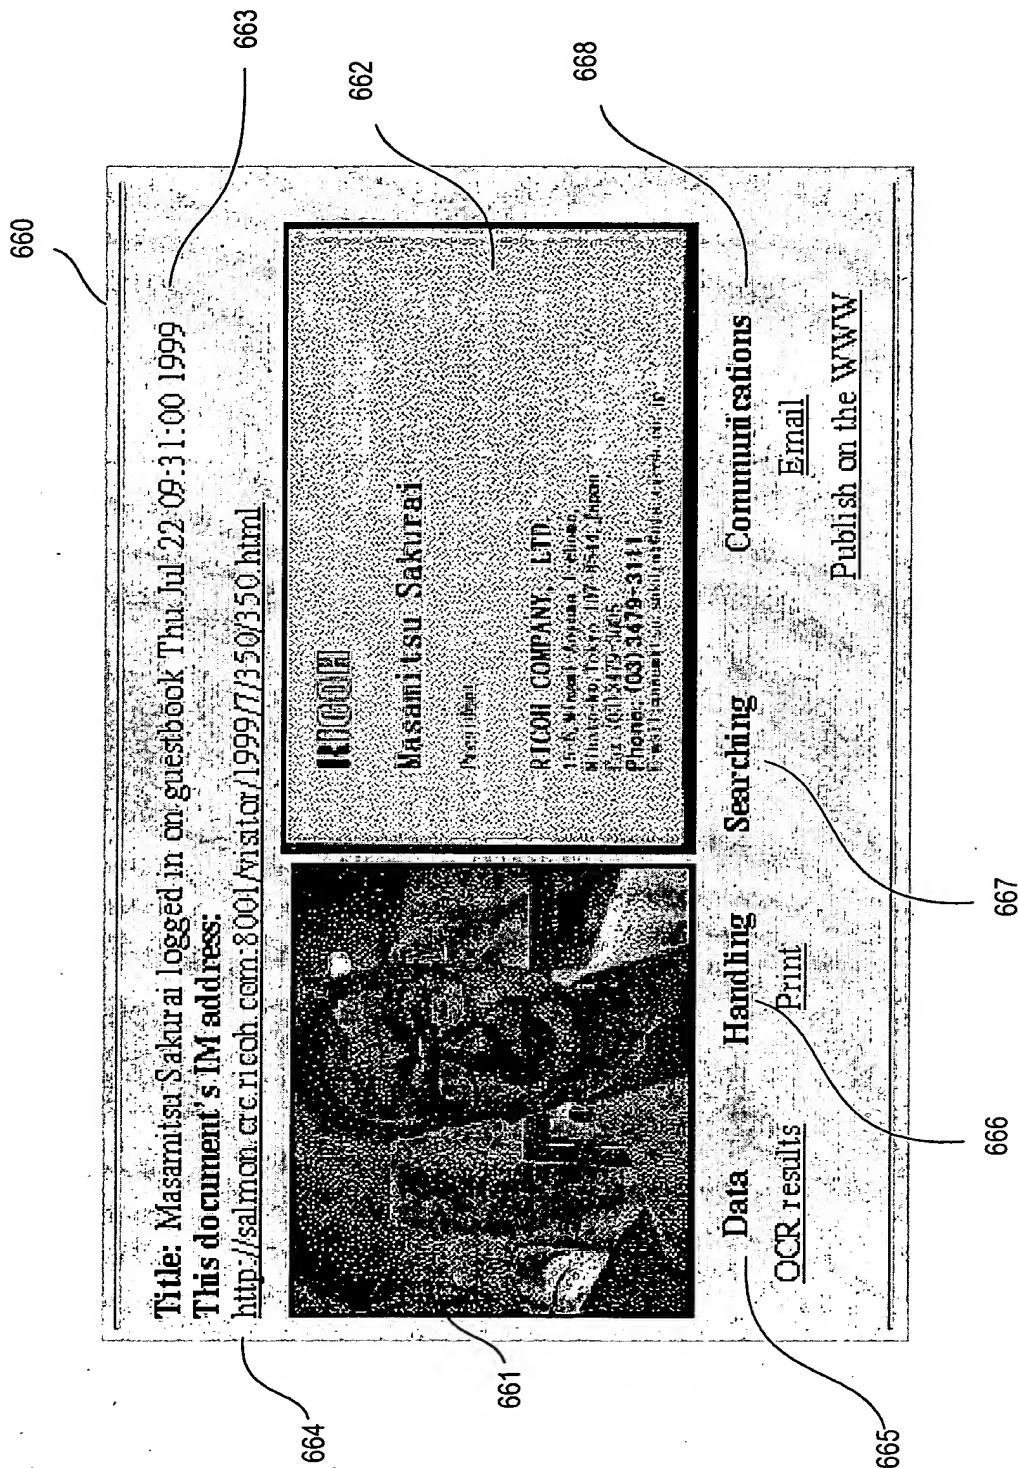 660
663
Title: Masamitsu Sakurai logged in on guestbook Thu Jul 22 09:31:00 1999
This document's IM address:
http://salmon.crc.ricoh.com:8001/visitor/1999/7/350/350.html
664
662
661
RICOH
Masamitsu Sakurai
President
RICOH COMPANY, LTD.
Phone: (03) 3479-3111
Data Handling Searching Communications
668
OCR results Print Email
Publish on the WWW
665
666
667